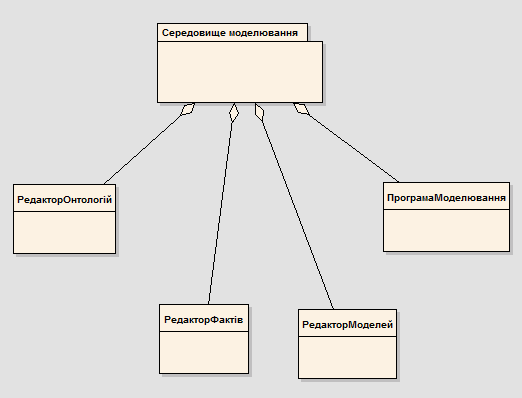 Середовище моделювання
РедакторОнтологій
ПрограмаМоделювання
РедакторФактів
РедакторМоделей